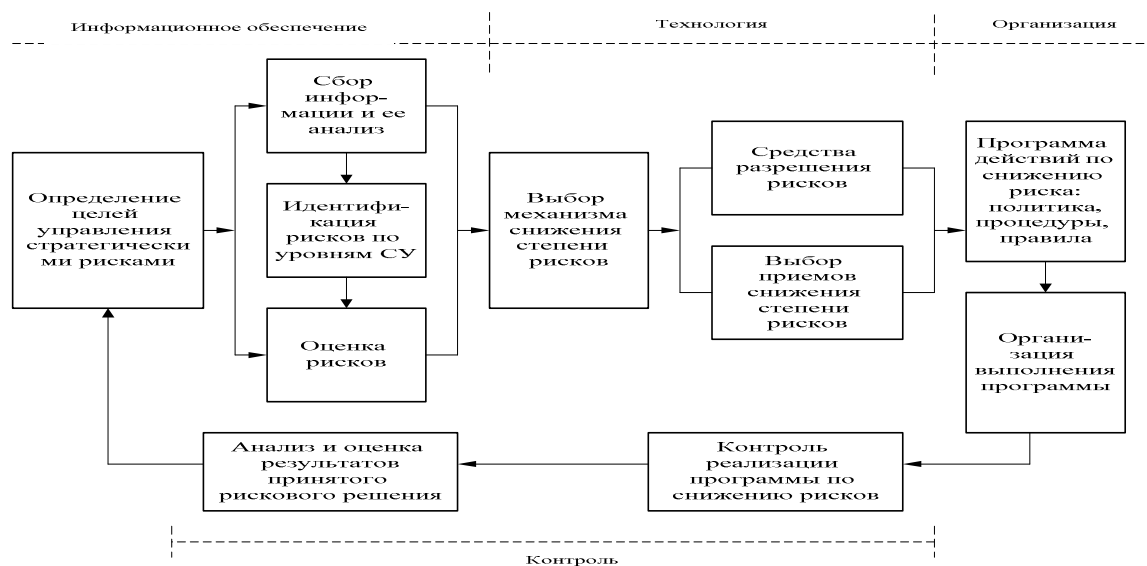 Информационное обеспечение
Технология
Организация
Определение
целей
управления
стратегически
ми рисками
Сбор
инфор-
мации и ее
анализ
Идентифи-
кация
рисков по
уровням СУ
Оценка
рисков
Выбор
механизма
снижения
степени
рисков
Средства
разрешения
рисков
Выбор
приемов
снижения
степени
рисков
Программа
действий по
снижению
риска:
политика,
процедуры,
правила
Органи-
зация
выполнения
программы
Контроль
реализации
программы по
снижению рисков
Анализ и оценка
результатов
принятого
рискового решения
Контроль